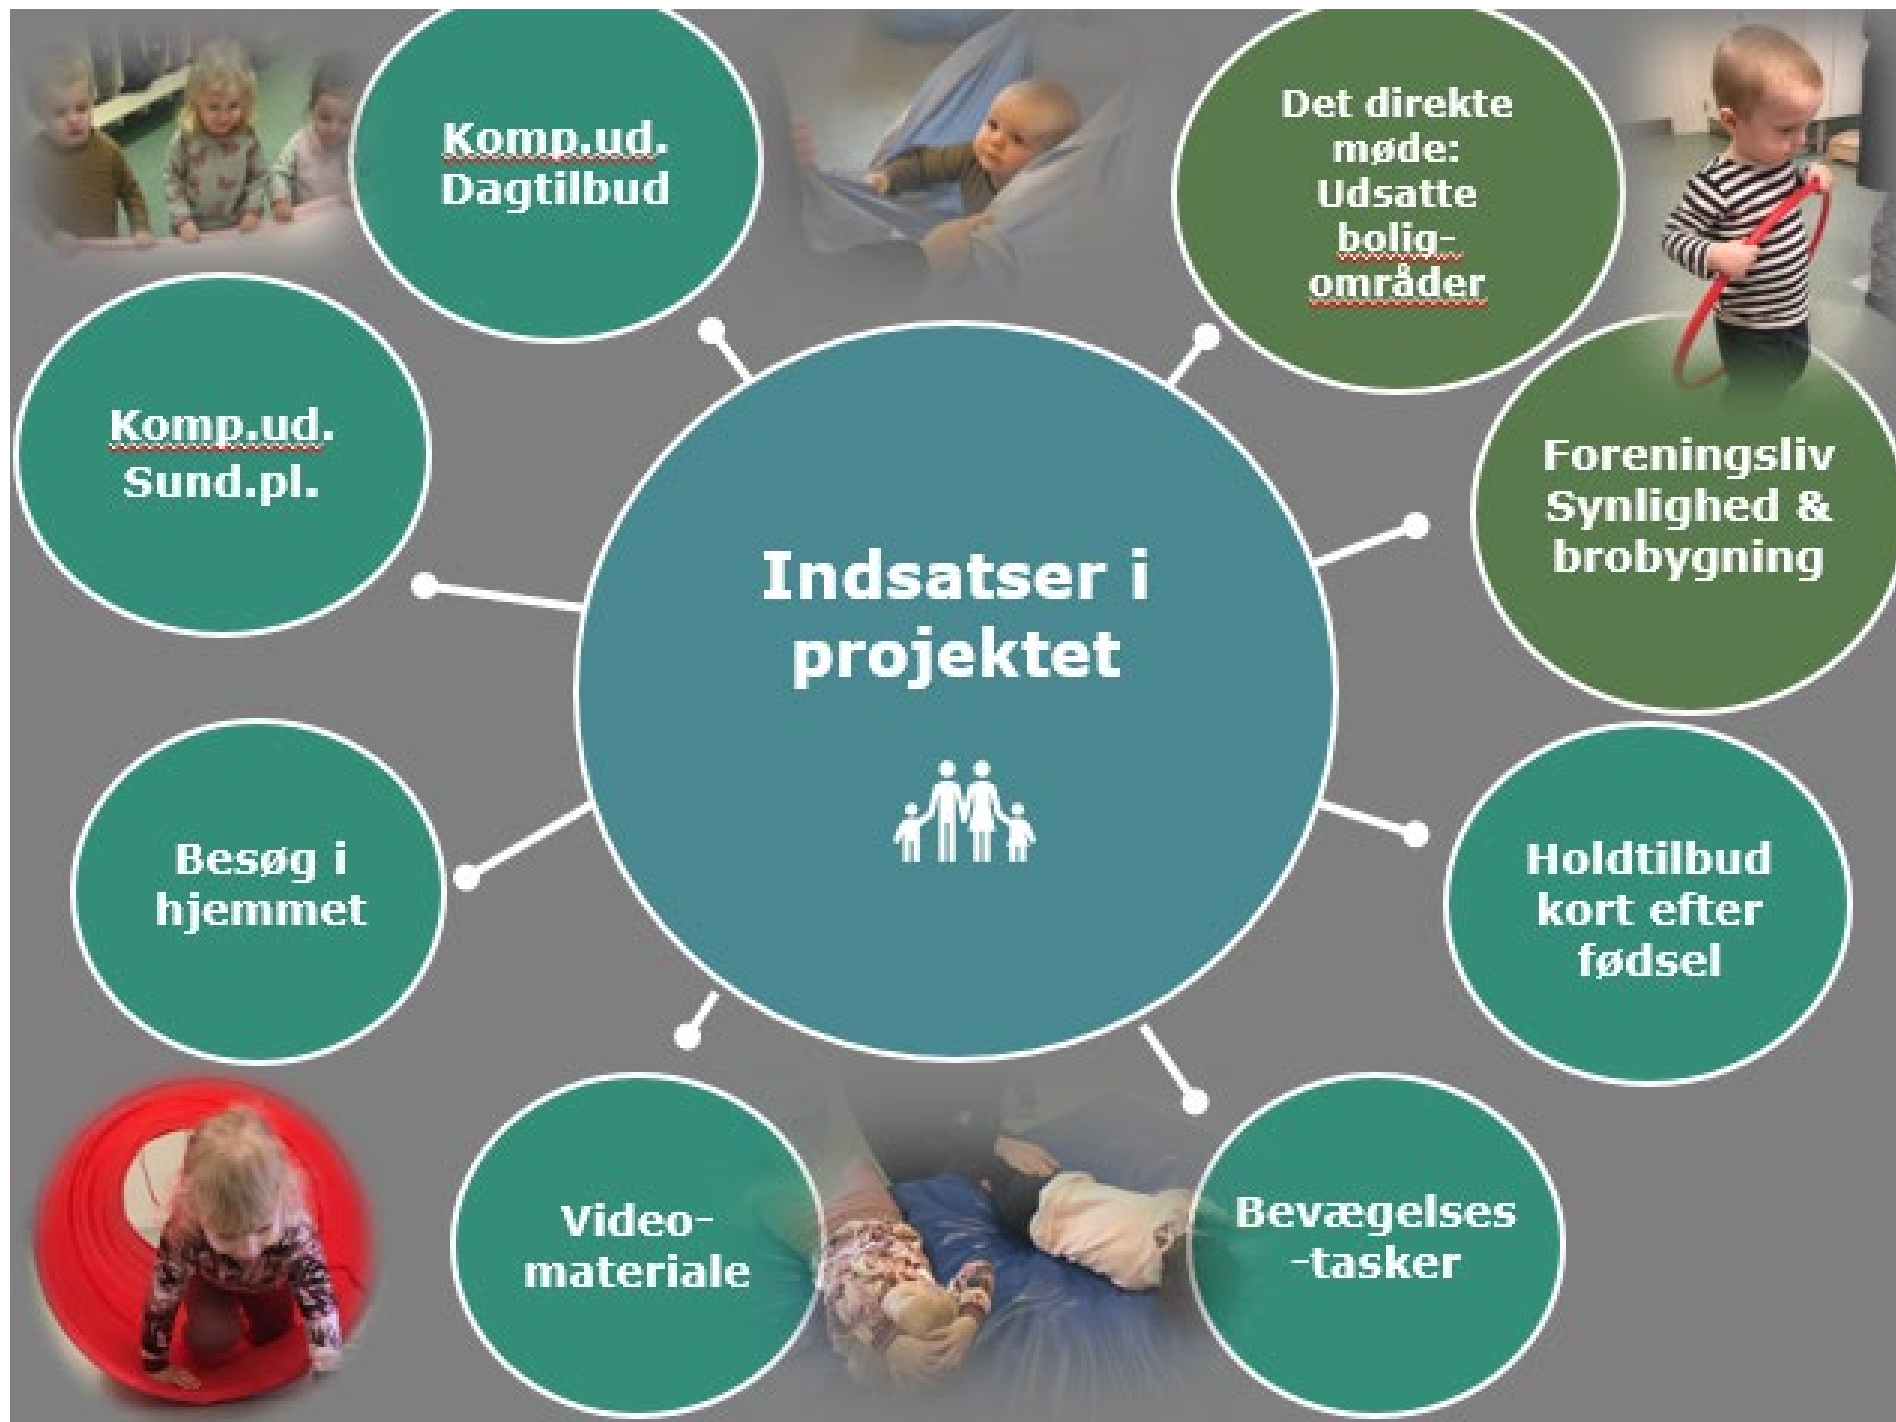 Komp.ud.
Dagtilbud
Det direkte
møde:
Udsatte
bolig-
områder
Komp.ud.
Sund.pl.
Foreningsliv
Synlighed &
brobygning
Indsatser i
projektet
Besøg i
hjemmet
Holdtilbud
kort efter
fødsel
Video-
materiale
Bevægelses
-tasker